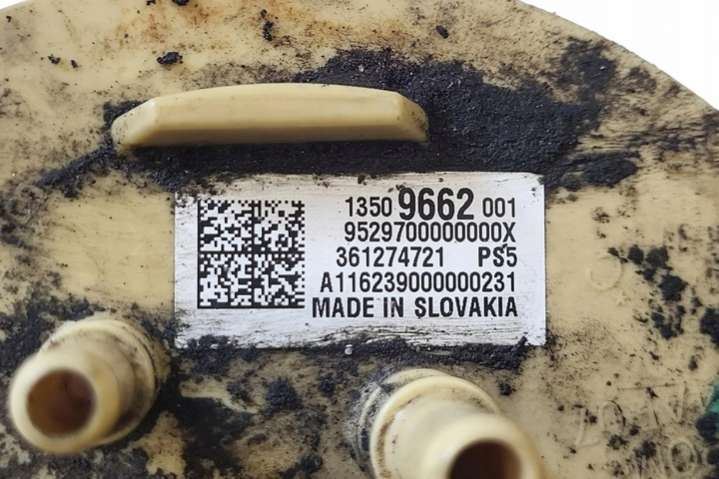 1350 9662 001
9529700000000X
361274721 PS5
A116239000000231
MADE IN SLOVAKIA